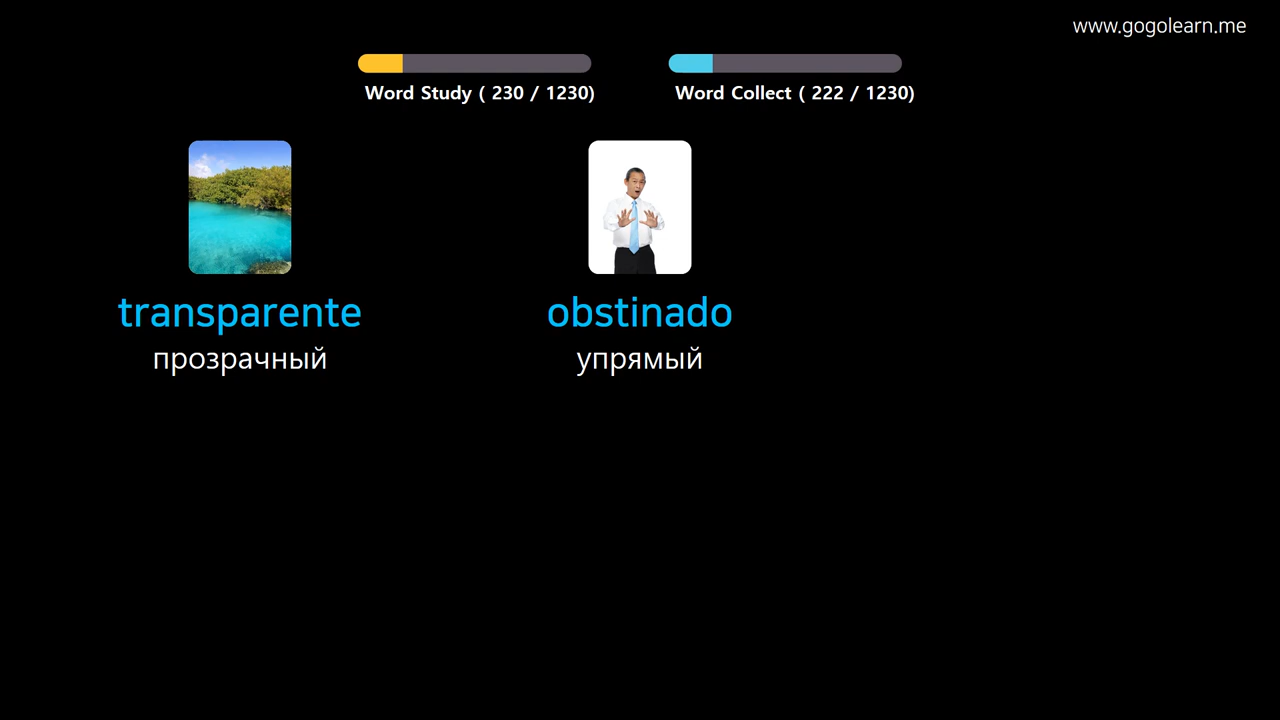 www.gogolearn.me
Word Study ( 230 / 1230)
Word Collect ( 222 / 1230)
transparente
прозрачный
obstinado
упрямый